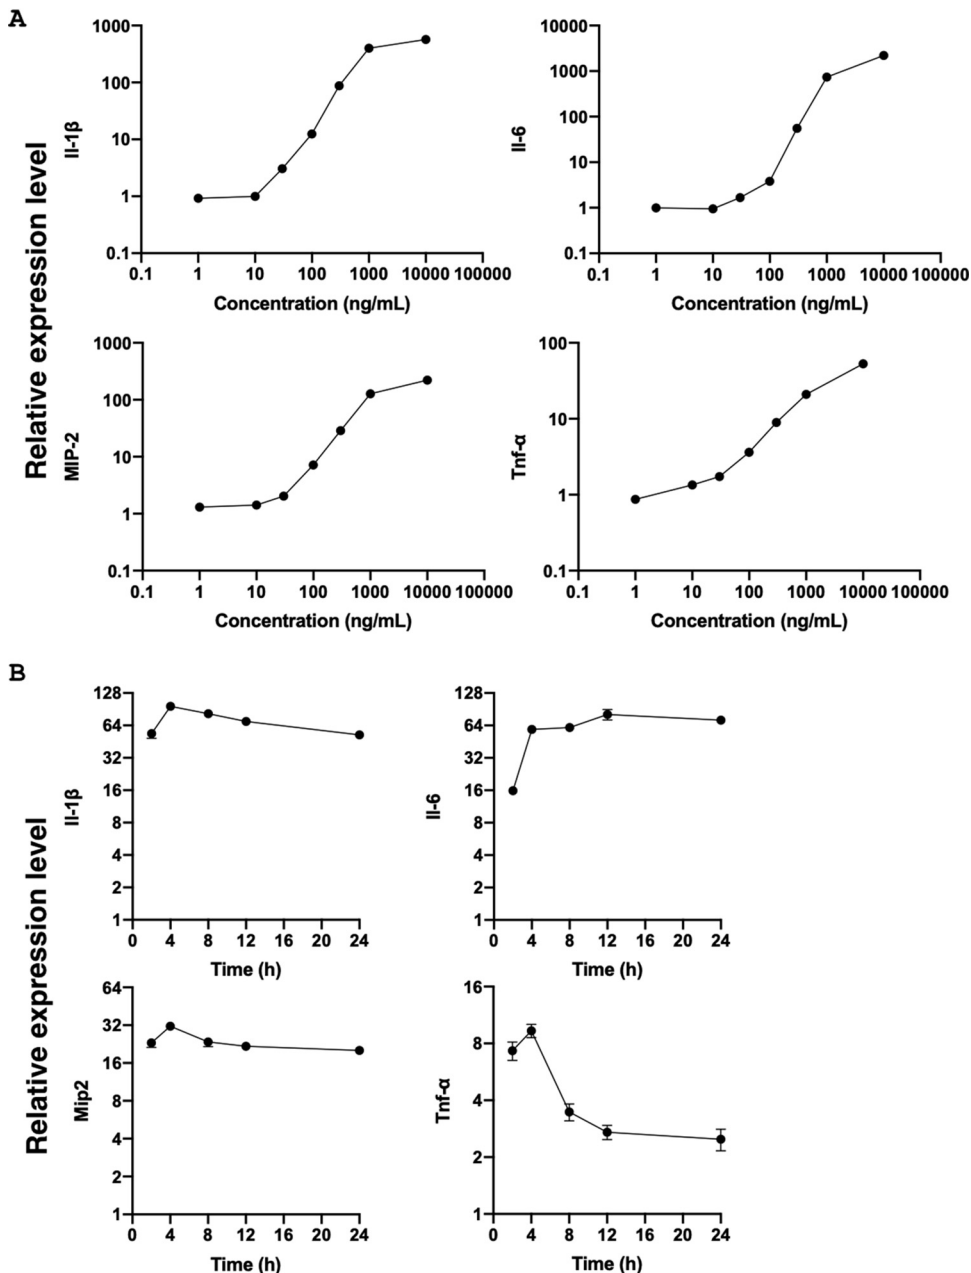 A
Relative expression level
Il-1β
1000
100
10
1
0.1
0.1 1 10 100 1000 10000 100000
Concentration (ng/mL)
Il-6
10000
1000
100
10
1
0.1
0.1 1 10 100 1000 10000 100000
Concentration (ng/mL)
MIP-2
1000
100
10
1
0.1
0.1 1 10 100 1000 10000 100000
Concentration (ng/mL)
Tnf-α
100
10
1
0.1
0.1 1 10 100 1000 10000 100000
Concentration (ng/mL)
B
Relative expression level
Il-1β
128
64
32
16
8
4
2
1
0 4 8 12 16 20 24
Time (h)
Il-6
128
64
32
16
8
4
2
1
0 4 8 12 16 20 24
Time (h)
Mip2
64
32
16
8
4
2
1
0 4 8 12 16 20 24
Time (h)
Tnf-α
16
8
4
2
1
0 4 8 12 16 20 24
Time (h)